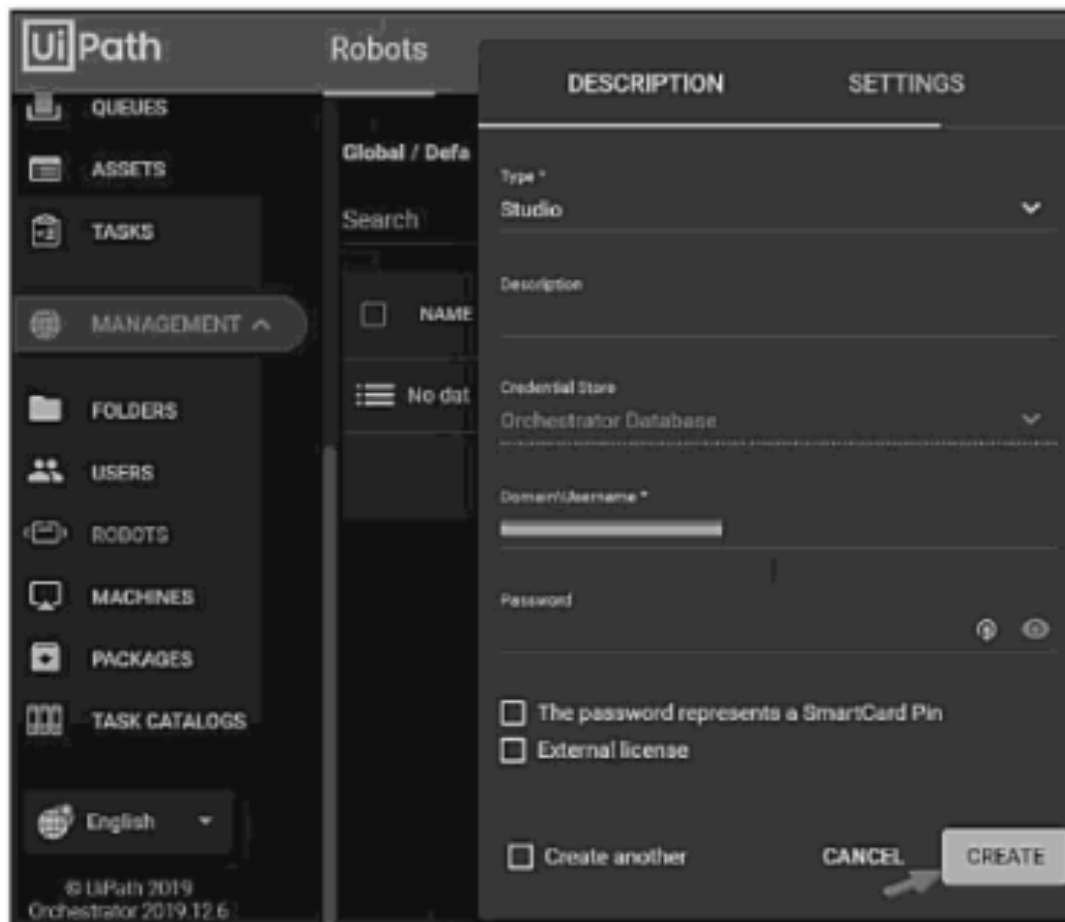 UiPath
Robots
QUEUES
ASSETS
TASKS
MANAGEMENT
FOLDERS
USERS
ROBOTS
MACHINES
PACKAGES
TASK CATALOGS
English
© UiPath 2019
Orchestrator 2019.12.6
Global / Defa
Search
NAME
No dat
DESCRIPTION SETTINGS
Type *
Studio
Description
Credential Store
Orchestrator Database
Domain\Username *
Password
The password represents a SmartCard Pin
External license
Create another CANCEL CREATE